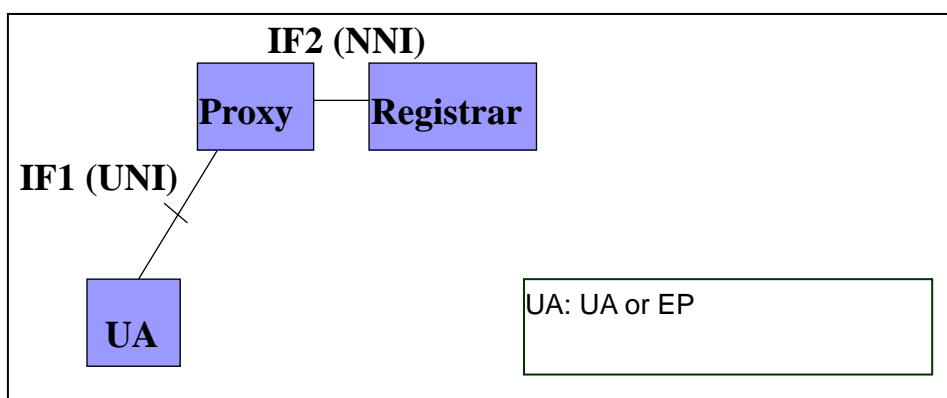 IF2 (NNI)
Proxy
Registrar
IF1 (UNI)
UA
UA: UA or EP